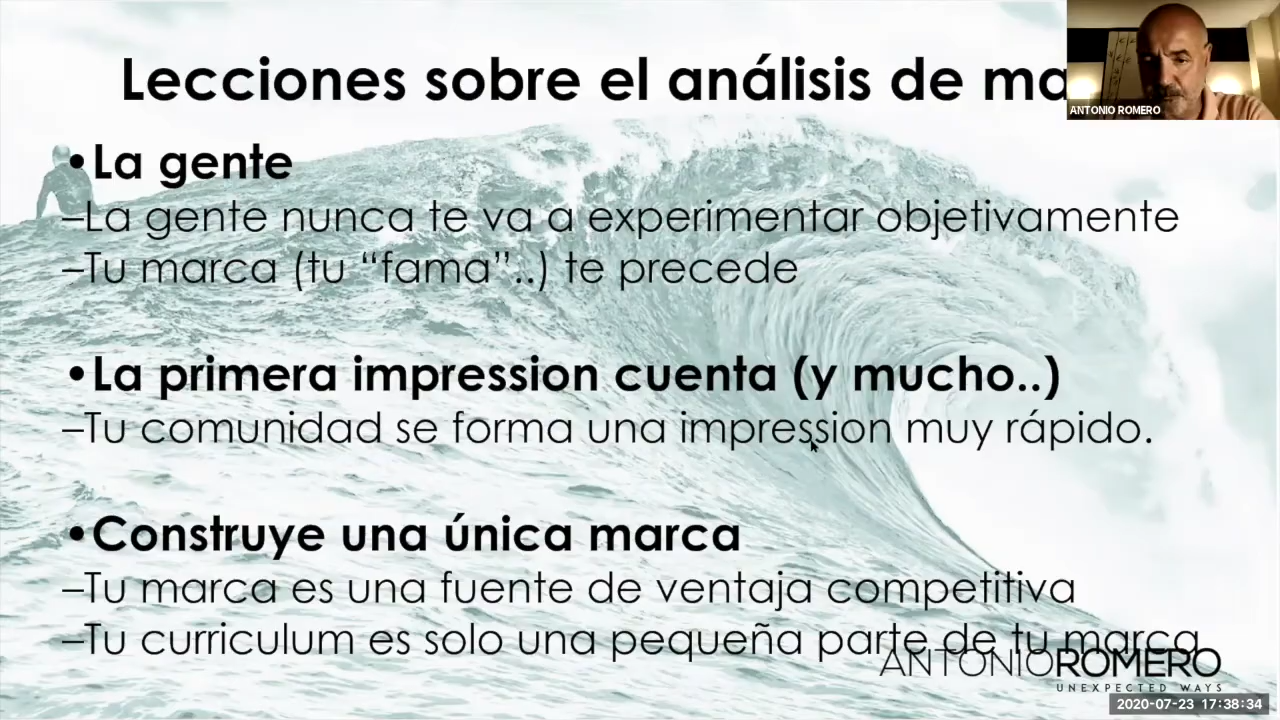 Lecciones sobre el análisis de ma
ANTONIO ROMERO
•La gente
–La gente nunca te va a experimentar objetivamente
–Tu marca (tu “fama”..) te precede
•La primera impression cuenta (y mucho..)
–Tu comunidad se forma una impression muy rápido.
•Construye una única marca
–Tu marca es una fuente de ventaja competitiva
–Tu curriculum es solo una pequeña parte de tu marca
ANTONIOROMERO
UNEXPECTED WAYS
2020-07-23 17:38:34